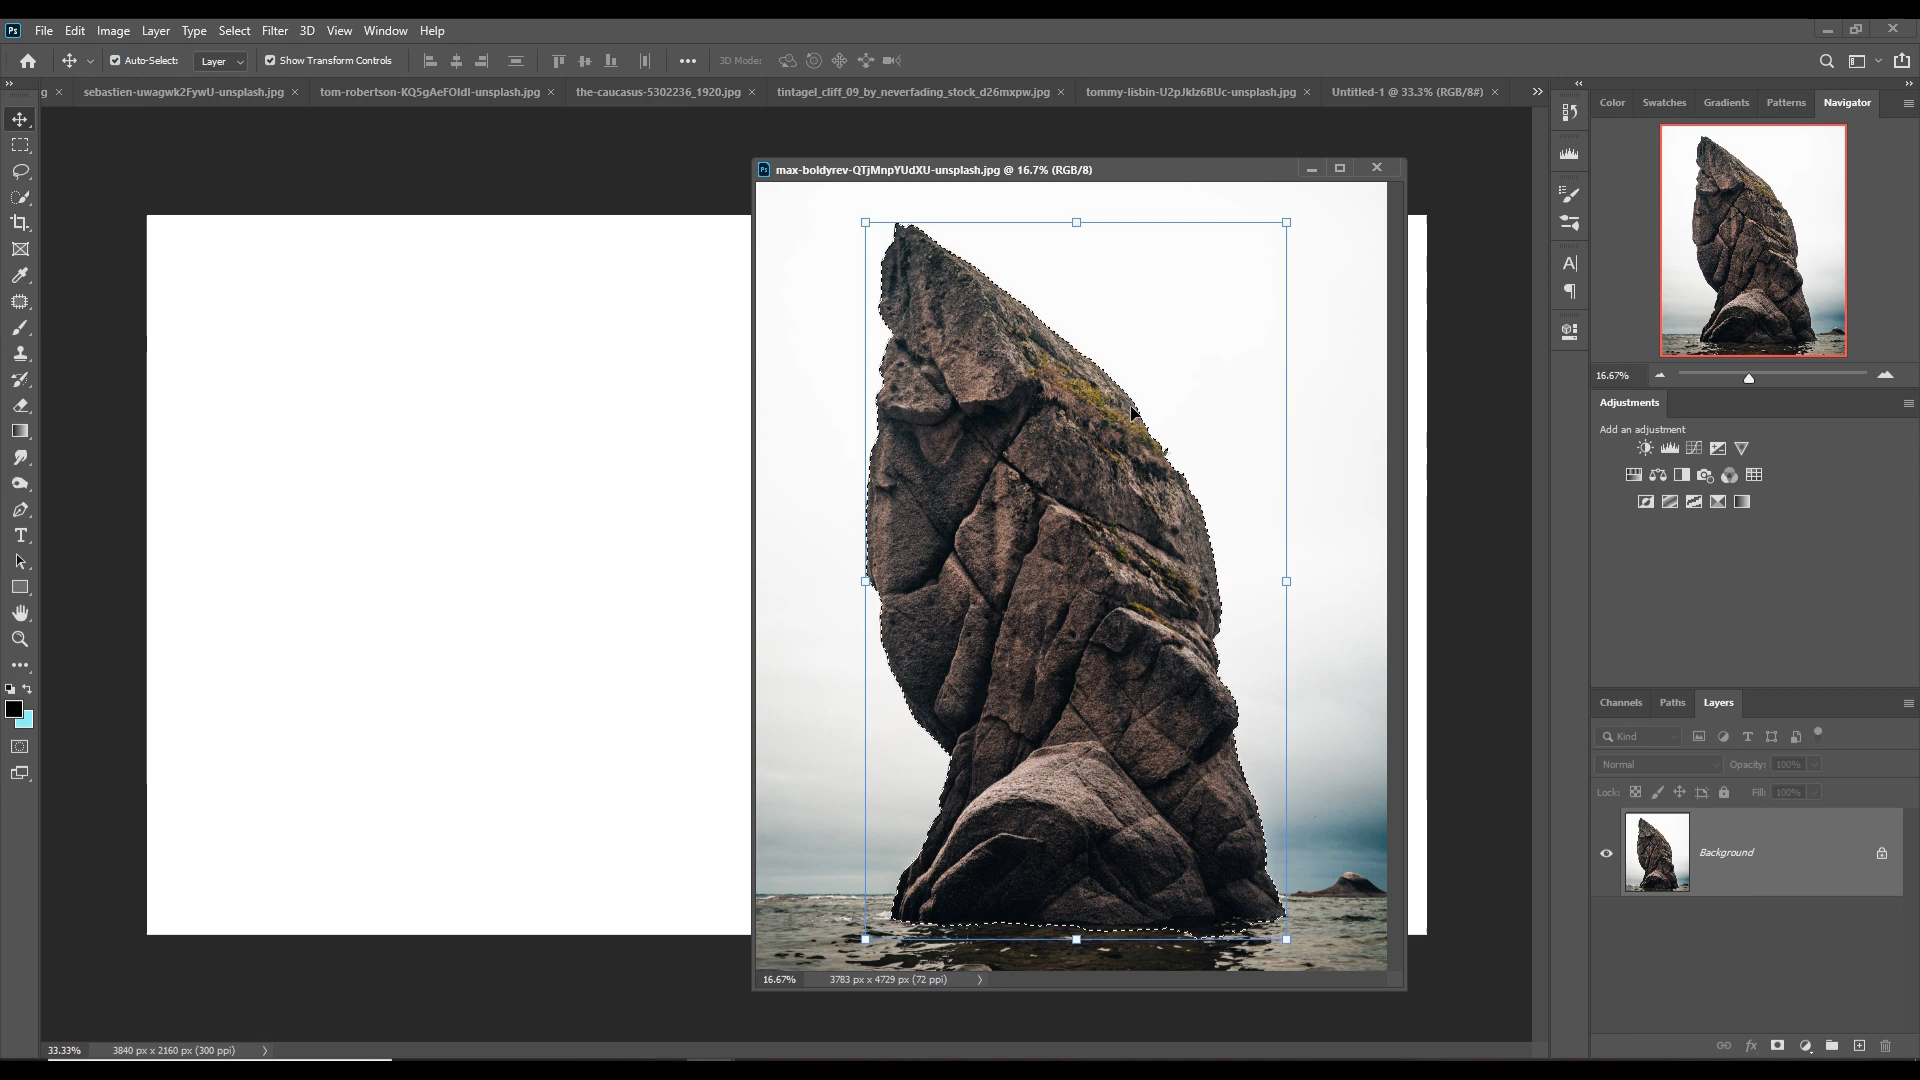 Ps File Edit Image Layer Type Select Filter 3D View Window Help
Auto-Select: Layer Show Transform Controls 3D Mode:
g sebastien-uwagwk2FywU-unsplash.jpg tom-robertson-KQ5gAeFOIdI-unsplash.jpg the-caucasus-5302236_1920.jpg tintagel_cliff_09_by_neverfading_stock_d26mxpw.jpg tommy-lisbin-U2pJkIz6BUc-unsplash.jpg Untitled-1 @ 33.3% (RGB/8#)
Color Swatches Gradients Patterns Navigator
Ps max-boldyrev-QTjMnpYUdXU-unsplash.jpg @ 16.7% (RGB/8)
16.67%
Adjustments
Add an adjustment
Channels Paths Layers
Kind
Normal Opacity: 100%
Lock: Fill: 100%
Background
16.67% 3783 px x 4729 px (72 ppi)
33.33% 3840 px x 2160 px (300 ppi)